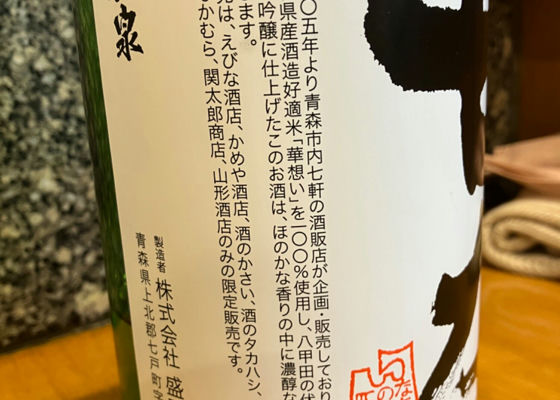 〇五年より青森市内七軒の酒販店が企画・販売しており
県産酒造好適米「華想い」を一〇〇%使用し、八甲田の伏
吟醸に仕上げたこのお酒は、ほのかな香りの中に濃醇な
ます。
は、えびな酒店、かめや酒店、酒のかさい、酒のタカハシ、
なかむら、関太郎商店、山形酒店のみの限定販売です。
製造者 株式会社 盛
青森県上北郡七戸町字
泉